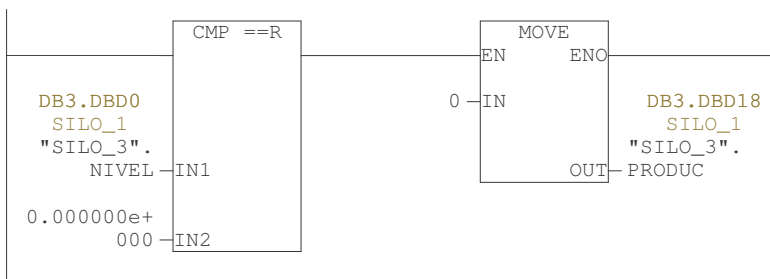 CMP ==R
MOVE
EN ENO
DB3.DBD0
SILO_1
"SILO_3".
NIVEL IN1
0 IN
DB3.DBD18
SILO_1
"SILO_3".
OUT PRODUC
0.000000e+
000 IN2